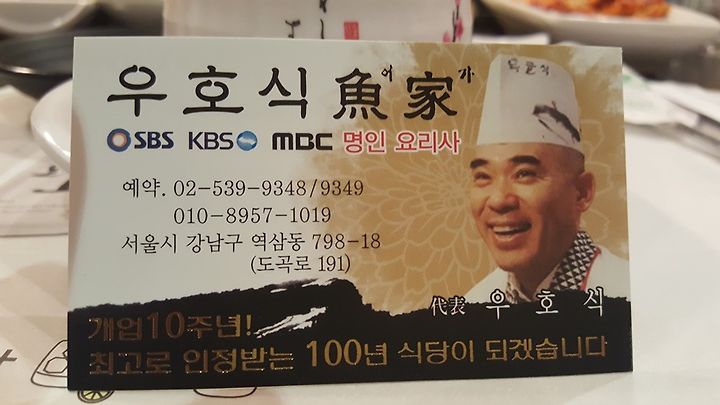 우호식魚어家가
SBS KBS MBC 명인 요리사
예약. 02-539-9348/9349
010-8957-1019
서울시 강남구 역삼동 798-18
(도곡로 191)
代表 우호식
개업10주년!
최고로 인정받는 100년 식당이 되겠습니다